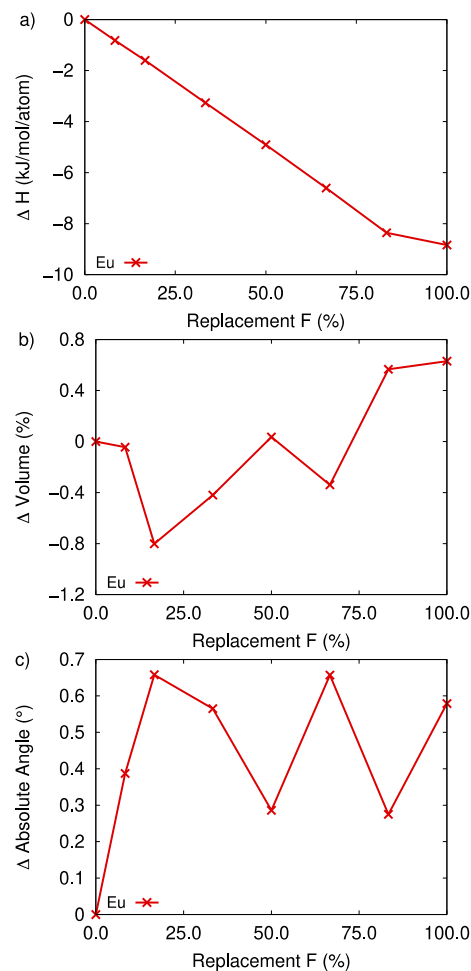 a)
0
−2
−4
−6
−8
−10
Δ H (kJ/mol/atom)
Eu
0.0 25.0 50.0 75.0 100.0
Replacement F (%)
b)
0.8
0.4
0
−0.4
−0.8
−1.2
Δ Volume (%)
Eu
0.0 25.0 50.0 75.0 100.0
Replacement F (%)
c)
0.7
0.6
0.5
0.4
0.3
0.2
0.1
0
Δ Absolute Angle (°)
Eu
0.0 25.0 50.0 75.0 100.0
Replacement F (%)